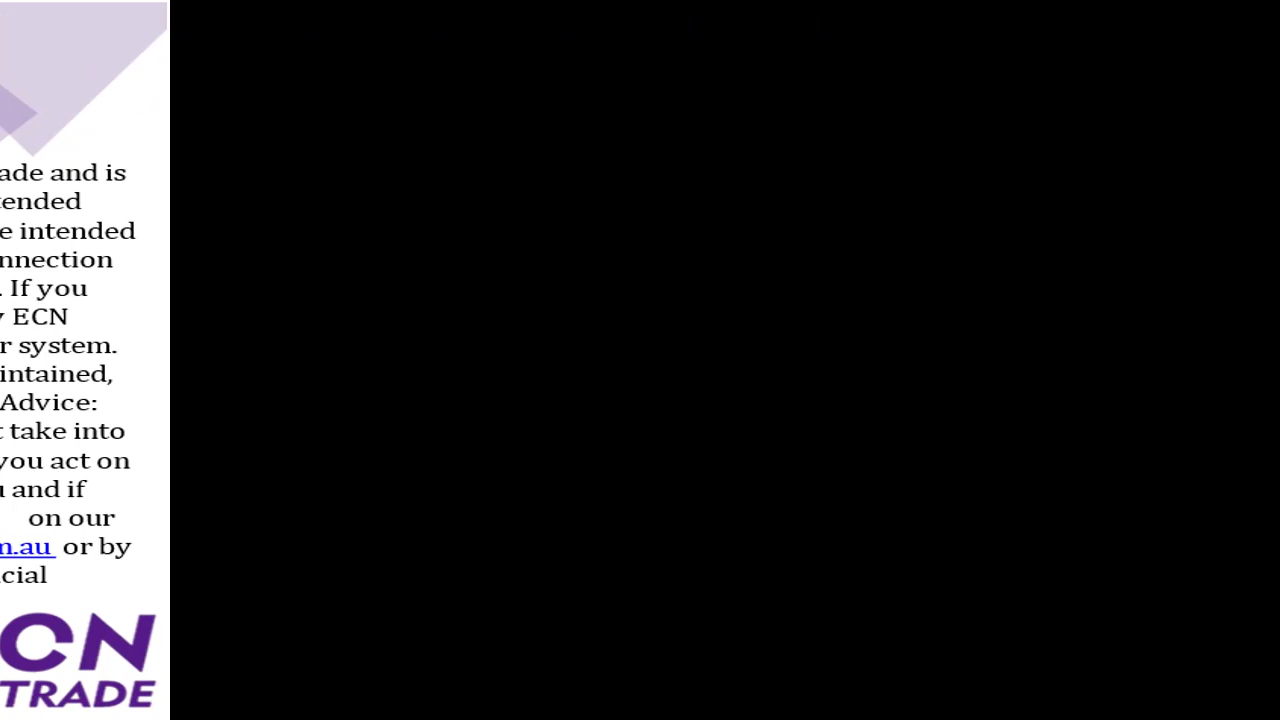 ade and is
tended
e intended
nnection
. If you
y ECN
r system.
intained,
Advice:
t take into
you act on
u and if
on our
m.au or by
cial
CN
TRADE